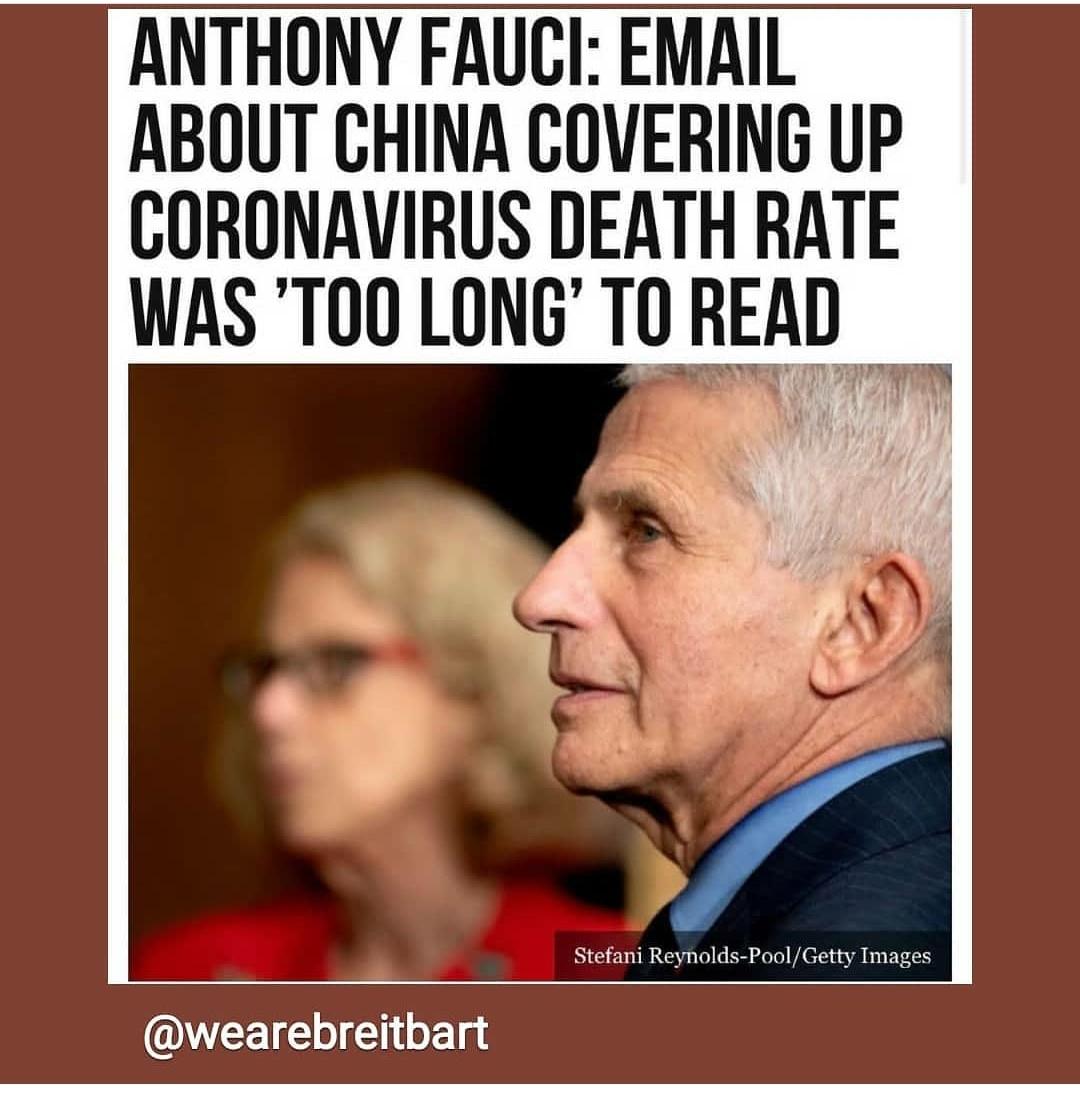 ANTHONY FAUCI: EMAIL
ABOUT CHINA COVERING UP
CORONAVIRUS DEATH RATE
WAS 'TOO LONG' TO READ
Stefani Reynolds-Pool/Getty Images
@wearebreitbart